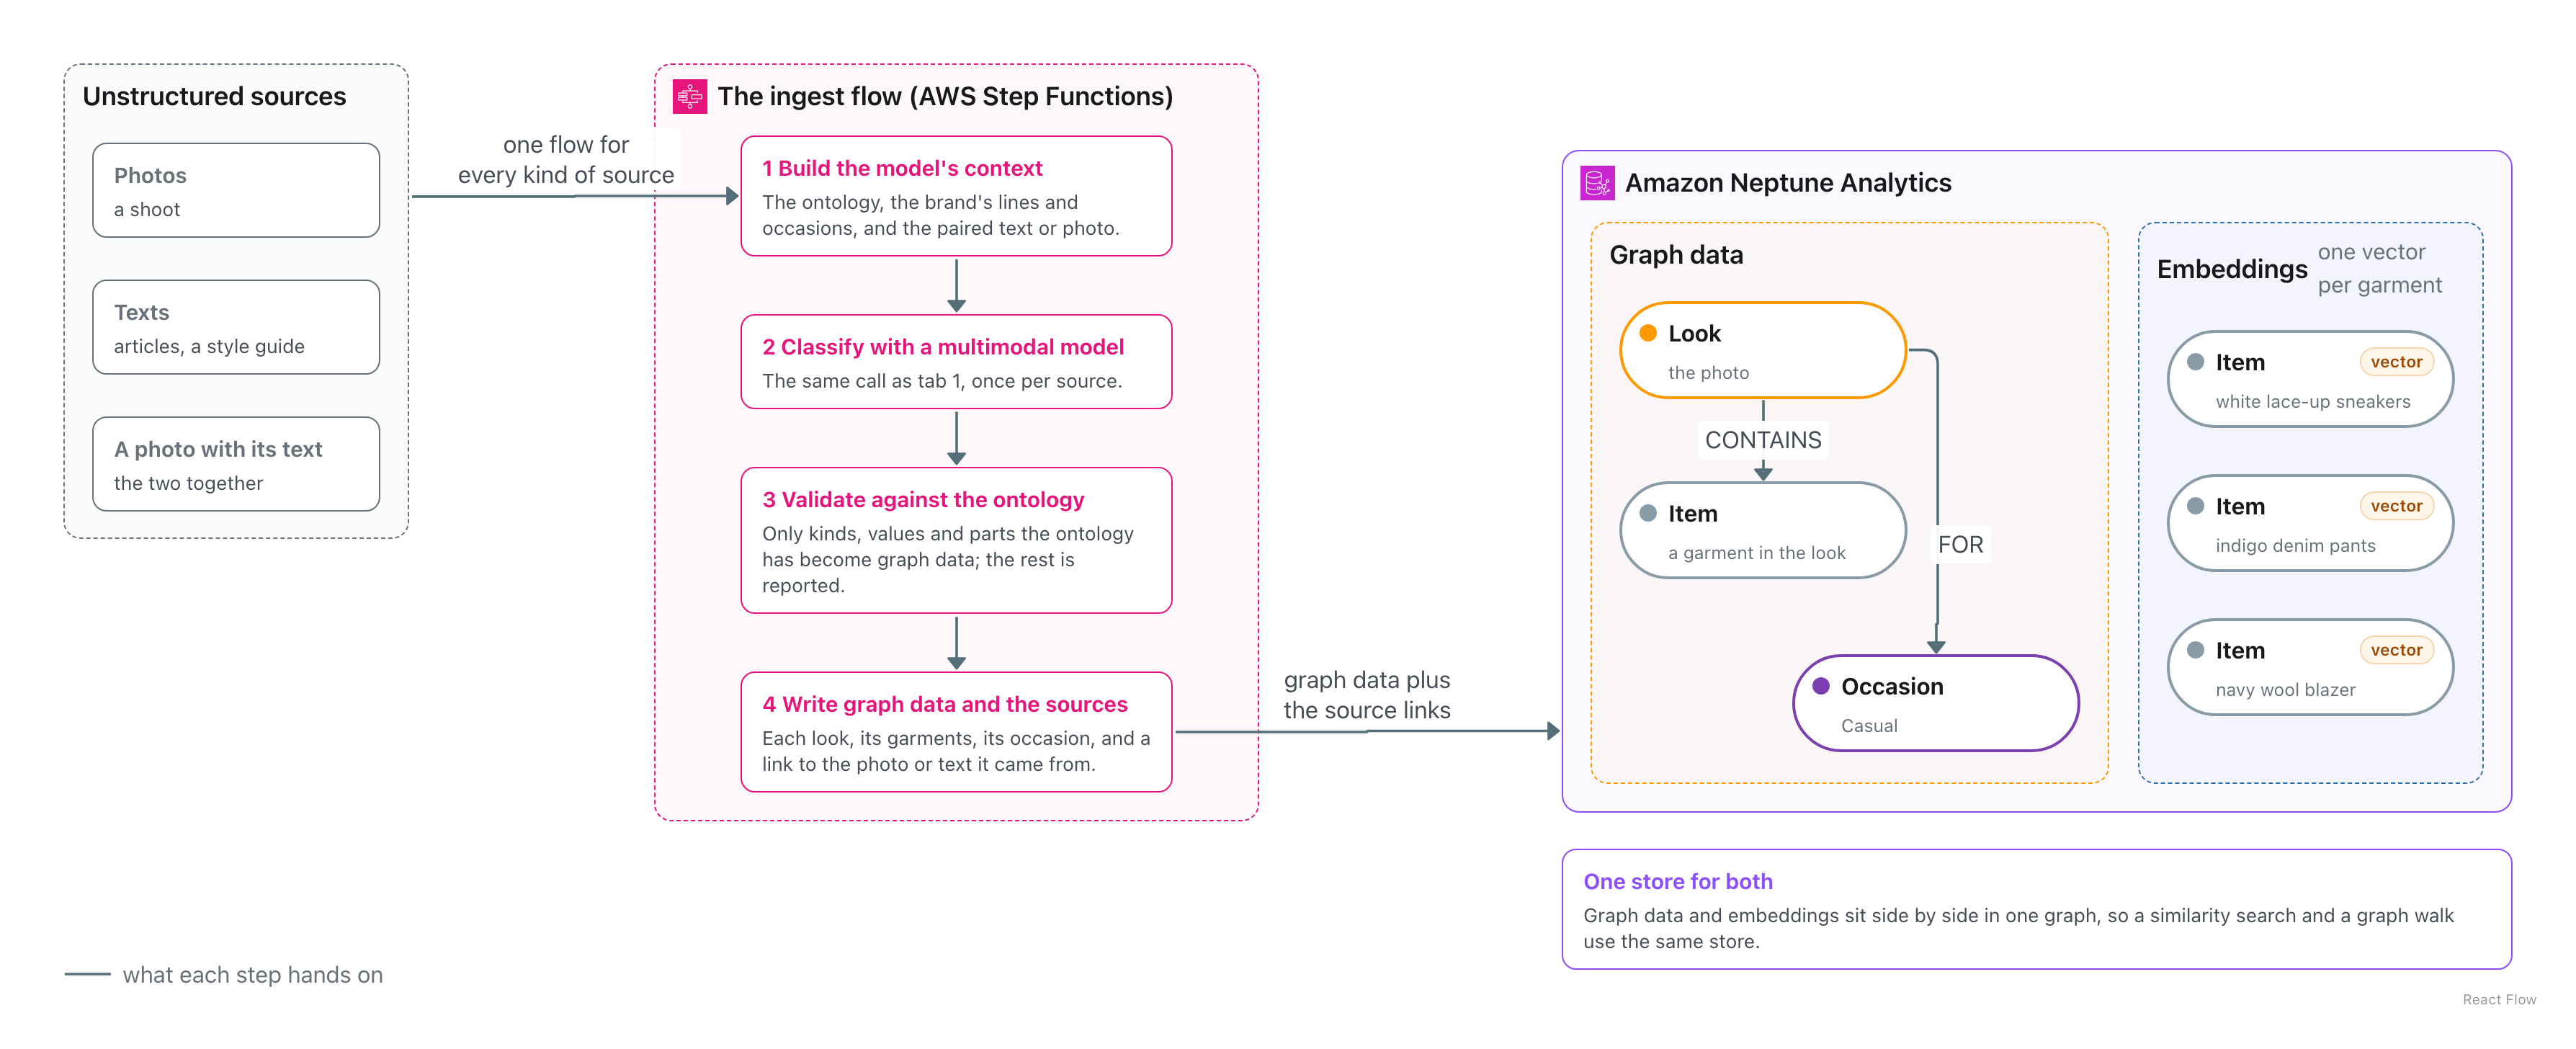 Unstructured sources
Photos
a shoot
Texts
articles, a style guide
A photo with its text
the two together
one flow for
every kind of source
The ingest flow (AWS Step Functions)
1 Build the model's context
The ontology, the brand's lines and
occasions, and the paired text or photo.
2 Classify with a multimodal model
The same call as tab 1, once per source.
3 Validate against the ontology
Only kinds, values and parts the ontology
has become graph data; the rest is
reported.
4 Write graph data and the sources
Each look, its garments, its occasion, and a
link to the photo or text it came from.
graph data plus
the source links
Amazon Neptune Analytics
Graph data
Look
the photo
CONTAINS
Item
a garment in the look
FOR
Occasion
Casual
Embeddings
one vector
per garment
Item
vector
white lace-up sneakers
Item
vector
indigo denim pants
Item
vector
navy wool blazer
One store for both
Graph data and embeddings sit side by side in one graph, so a similarity search and a graph walk
use the same store.
what each step hands on
React Flow